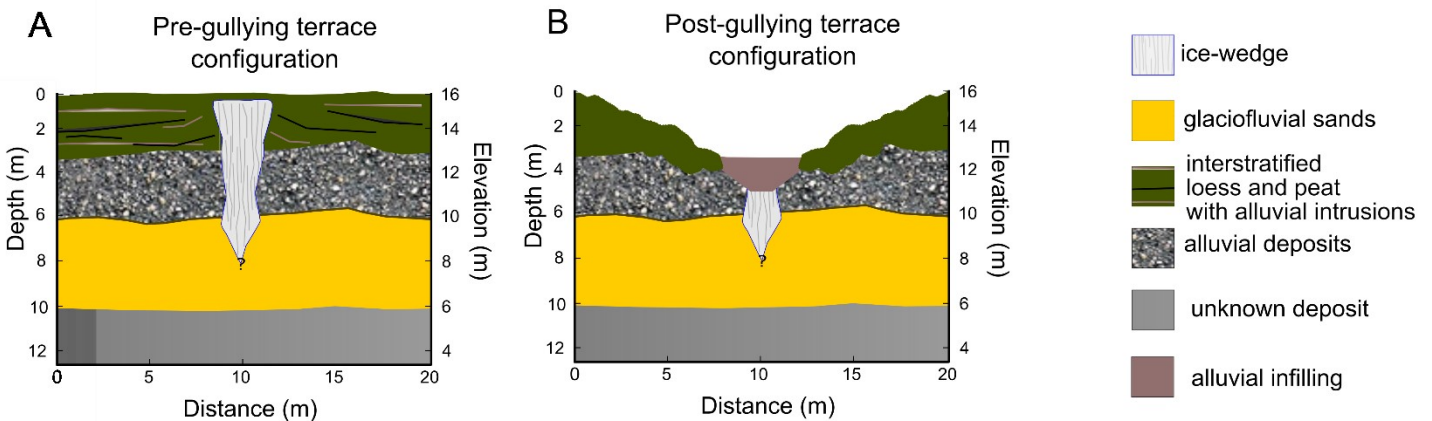 A
Pre-gullying terrace
configuration
0
2
4
6
8
10
12
Depth (m)
16
14
12
10
8
6
4
Elevation (m)
?
0
5
10
15
20
Distance (m)
B
Post-gullying terrace
configuration
0
2
4
6
8
10
12
Depth (m)
16
14
12
10
8
6
4
Elevation (m)
?
0
5
10
15
20
Distance (m)
ice-wedge
glaciofluvial sands
interstratified
loess and peat
with alluvial intrusions
alluvial deposits
unknown deposit
alluvial infilling